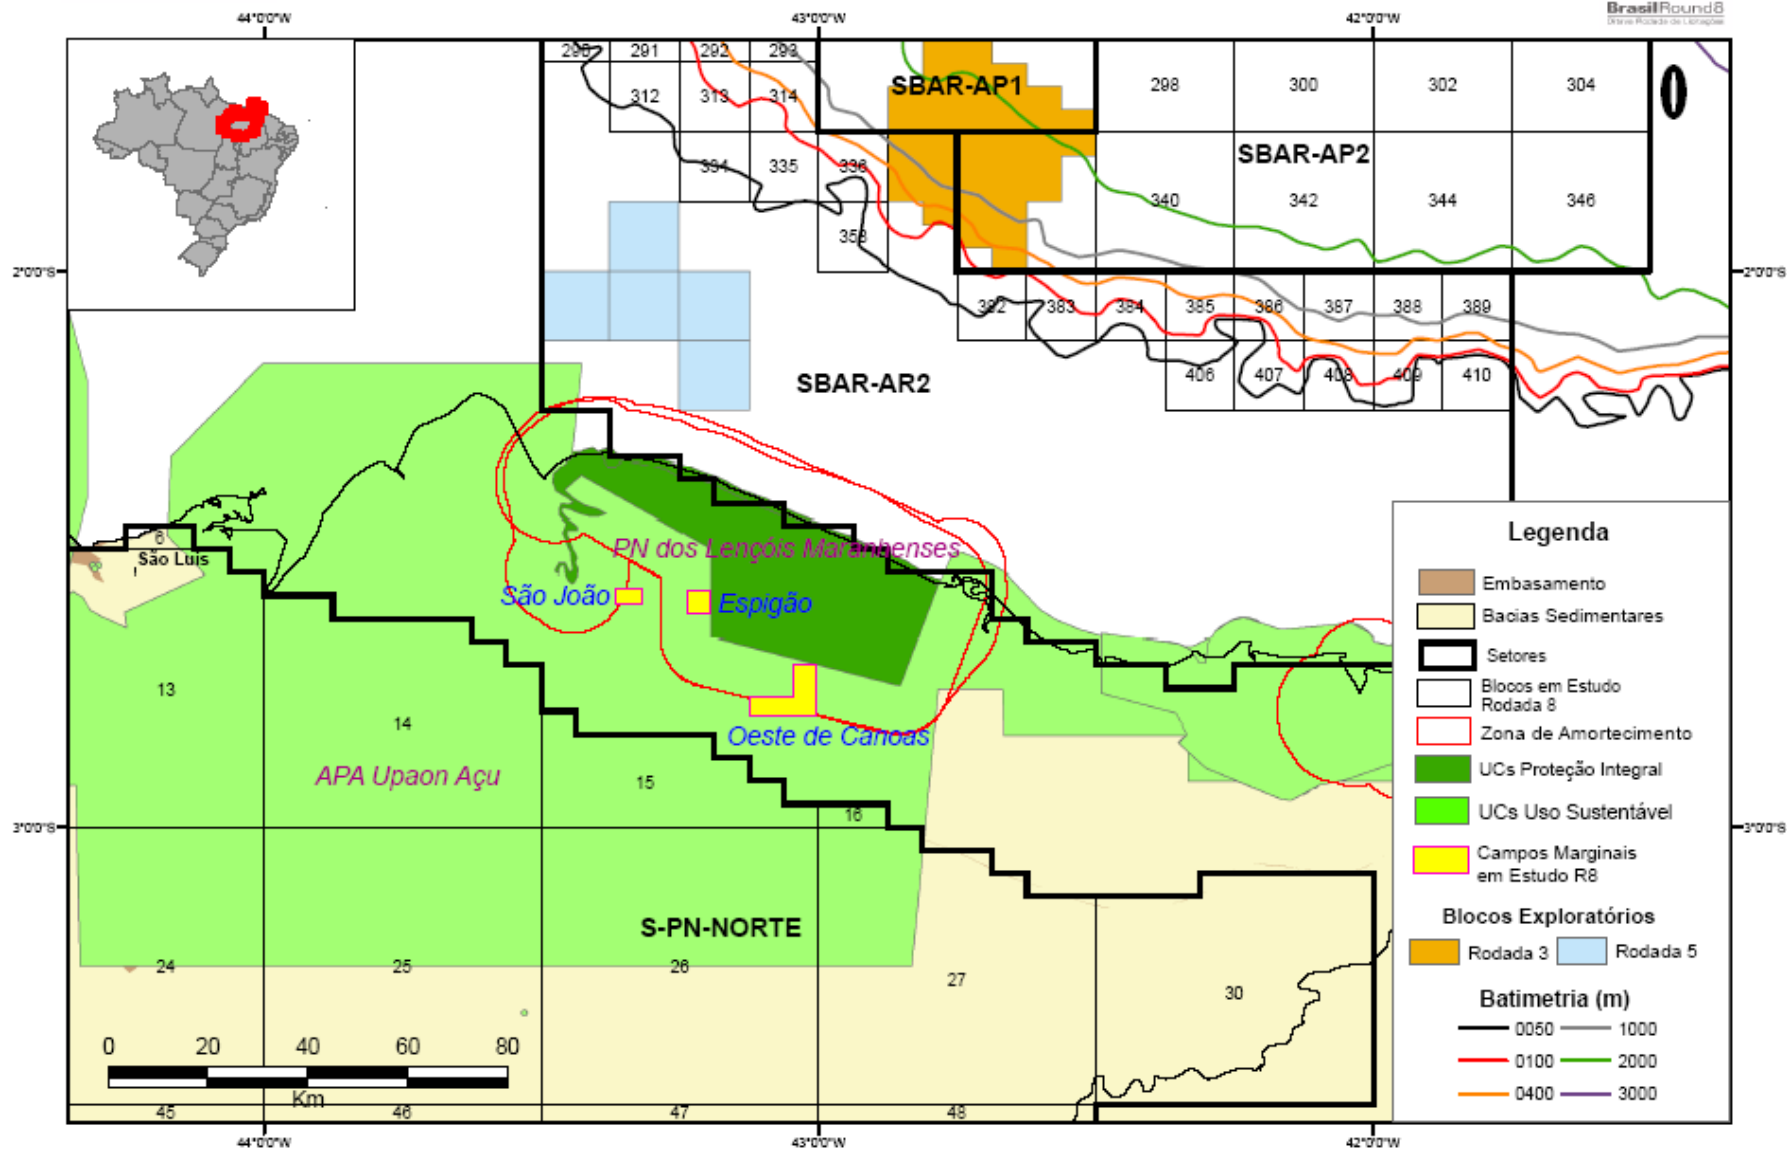 BrasilRound8
44°0'0"W 43°0'0"W 42°0'0"W
290 291 292 293
SBAR-AP1
298 300 302 304
0
312 313 314
SBAR-AP2
334 335 336
340 342 344 346
358
2°0'0"S 2°0'0"S
382 383 384 385 386 387 388 389
SBAR-AR2
406 407 408 409 410
6
São Luis
PN dos Lençóis Maranhenses
São João
Espigão
13
14
Oeste de Canoas
APA Upaon Açu
15
16
3°0'0"S 3°0'0"S
S-PN-NORTE
24 25 26 27 30
0 20 40 60 80
Km
45 46 47 48
44°0'0"W 43°0'0"W 42°0'0"W
Legenda
Embasamento
Bacias Sedimentares
Setores
Blocos em Estudo
Rodada 8
Zona de Amortecimento
UCs Proteção Integral
UCs Uso Sustentável
Campos Marginais
em Estudo R8
Blocos Exploratórios
Rodada 3 Rodada 5
Batimetria (m)
0050 1000
0100 2000
0400 3000